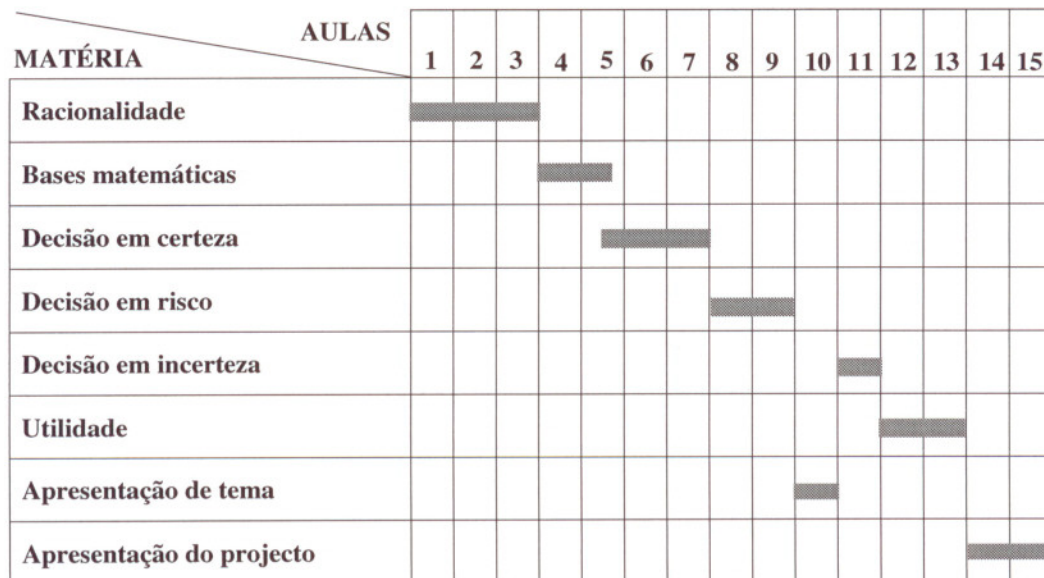 AULAS
MATÉRIA
1 2 3 4 5 6 7 8 9 10 11 12 13 14 15
Racionalidade
Bases matemáticas
Decisão em certeza
Decisão em risco
Decisão em incerteza
Utilidade
Apresentação de tema
Apresentação do projecto